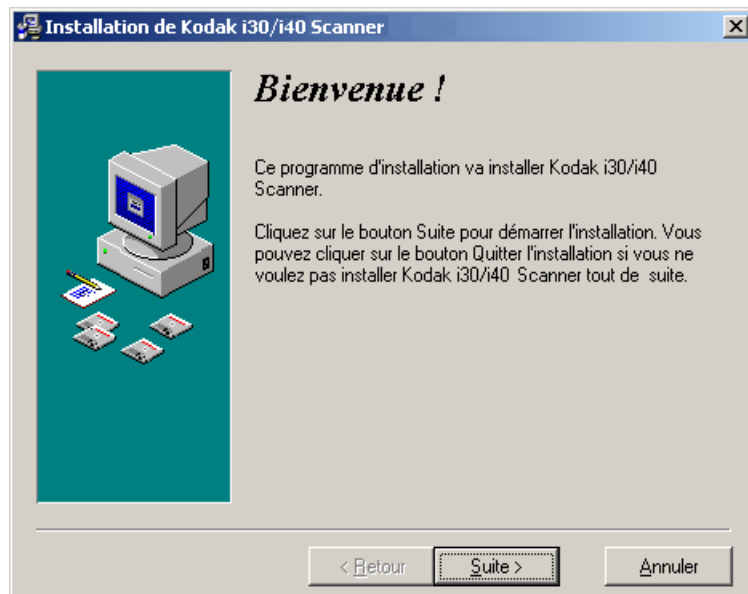 Installation de Kodak i30/i40 Scanner
Bienvenue !
Ce programme d'installation va installer Kodak i30/i40
Scanner.
Cliquez sur le bouton Suite pour démarrer l'installation. Vous
pouvez cliquer sur le bouton Quitter l'installation si vous ne
voulez pas installer Kodak i30/i40 Scanner tout de suite.
< Retour
Suite >
Annuler